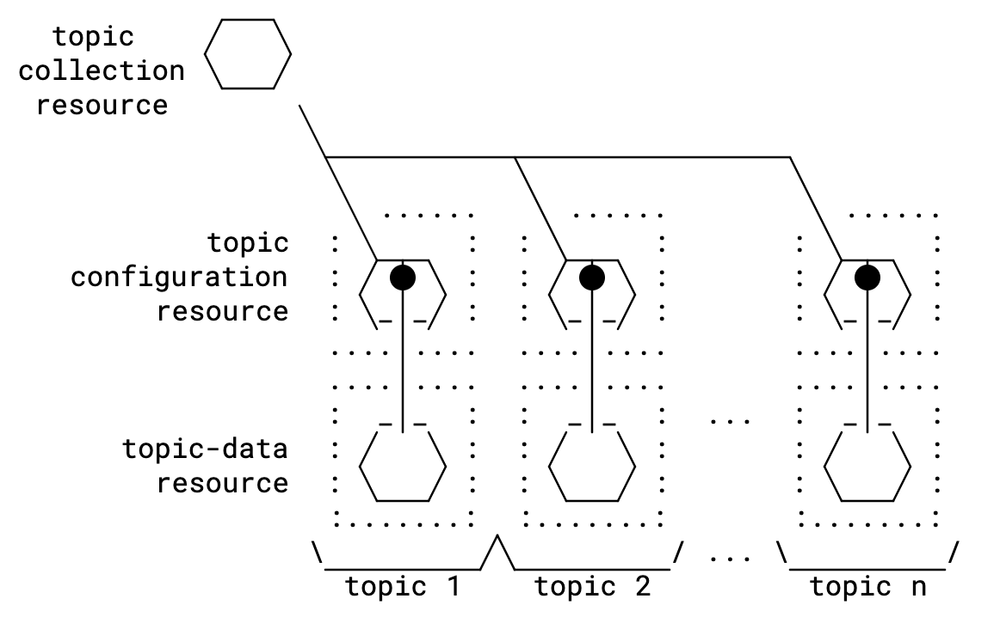 topic
collection
resource
topic
configuration
resource
...
topic-data
resource
...
topic 1
topic 2
topic n